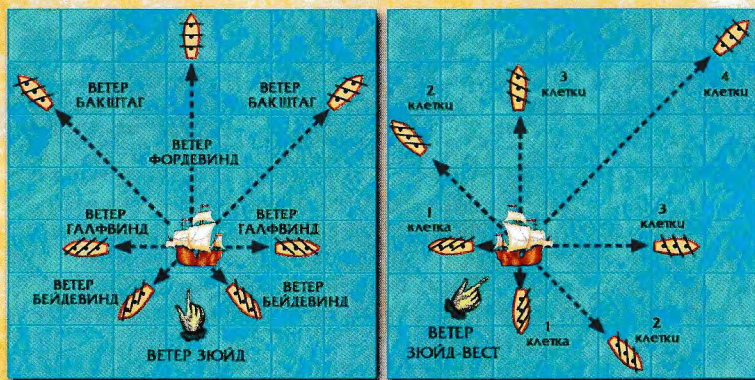 ВЕТЕР
БАКШТАГ
ВЕТЕР
БАКШТАГ
ВЕТЕР
ФОРДЕВИНД
ВЕТЕР
ГАЛФВИНД
ВЕТЕР
ГАЛФВИНД
ВЕТЕР
БЕЙДЕВИНД
ВЕТЕР
БЕЙДЕВИНД
ВЕТЕР ЗЮЙД
2
клетки
3
клетки
4
клетки
1
клетка
3
клетки
ВЕТЕР
ЗЮЙД-ВЕСТ
1
клетка
2
клетки